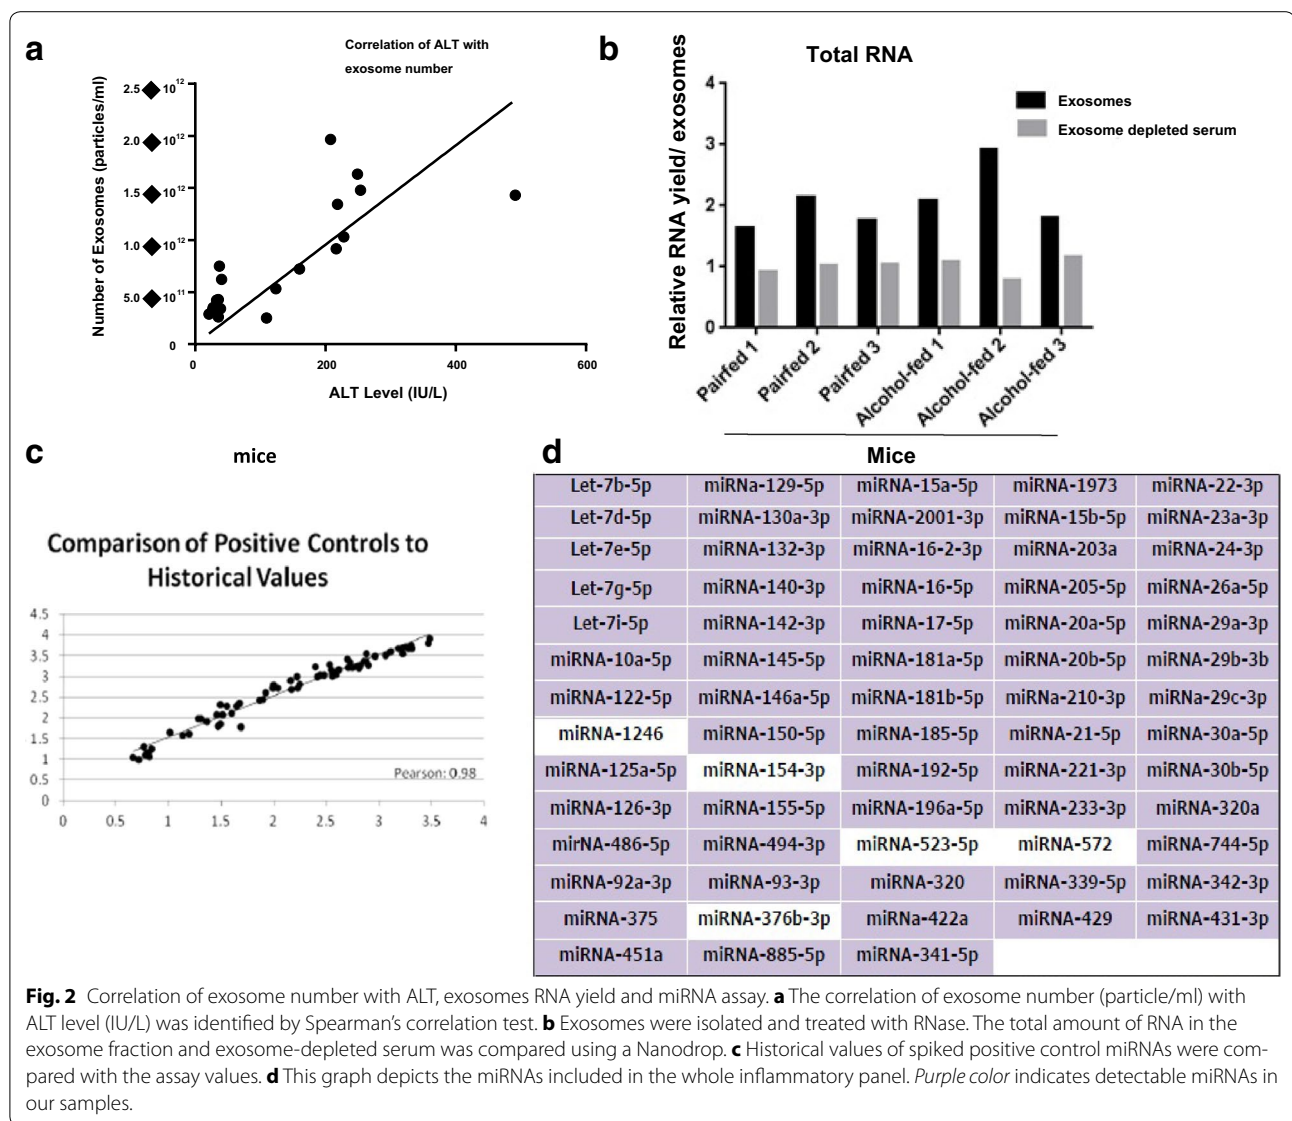 a
Correlation of ALT with
exosome number
Number of Exosomes (particles/ml)
2.5 ◆ 10¹²
2.0 ◆ 10¹²
1.5 ◆ 10¹²
1.0 ◆ 10¹²
5.0 ◆ 10¹¹
0
0 200 400 600
ALT Level (IU/L)
b
Total RNA
Relative RNA yield/ exosomes
4
3
2
1
0
Exosomes
Exosome depleted serum
Pairfed 1
Pairfed 2
Pairfed 3
Alcohol-fed 1
Alcohol-fed 2
Alcohol-fed 3
Mice
c
mice
Comparison of Positive Controls to
Historical Values
4.5
4
3.5
3
2.5
2
1.5
1
0.5
0
0 0.5 1 1.5 2 2.5 3 3.5 4
Pearson: 0.98
d
Let-7b-5p miRNa-129-5p miRNA-15a-5p miRNA-1973 miRNA-22-3p
Let-7d-5p miRNA-130a-3p miRNA-2001-3p miRNA-15b-5p miRNA-23a-3p
Let-7e-5p miRNA-132-3p miRNA-16-2-3p miRNA-203a miRNA-24-3p
Let-7g-5p miRNA-140-3p miRNA-16-5p miRNA-205-5p miRNA-26a-5p
Let-7i-5p miRNA-142-3p miRNA-17-5p miRNA-20a-5p miRNA-29a-3p
miRNA-10a-5p miRNA-145-5p miRNA-181a-5p miRNA-20b-5p miRNA-29b-3b
miRNA-122-5p miRNA-146a-5p miRNA-181b-5p miRNa-210-3p miRNa-29c-3p
miRNA-1246 miRNA-150-5p miRNA-185-5p miRNA-21-5p miRNA-30a-5p
miRNA-125a-5p miRNA-154-3p miRNA-192-5p miRNA-221-3p miRNA-30b-5p
miRNA-126-3p miRNA-155-5p miRNA-196a-5p miRNA-233-3p miRNA-320a
mirNA-486-5p miRNA-494-3p miRNA-523-5p miRNA-572 miRNA-744-5p
miRNA-92a-3p miRNA-93-3p miRNA-320 miRNA-339-5p miRNA-342-3p
miRNA-375 miRNA-376b-3p miRNa-422a miRNA-429 miRNA-431-3p
miRNA-451a miRNA-885-5p miRNA-341-5p
Fig. 2 Correlation of exosome number with ALT, exosomes RNA yield and miRNA assay. a The correlation of exosome number (particle/ml) with
ALT level (IU/L) was identified by Spearman's correlation test. b Exosomes were isolated and treated with RNase. The total amount of RNA in the
exosome fraction and exosome-depleted serum was compared using a Nanodrop. c Historical values of spiked positive control miRNAs were com-
pared with the assay values. d This graph depicts the miRNAs included in the whole inflammatory panel. Purple color indicates detectable miRNAs in
our samples.